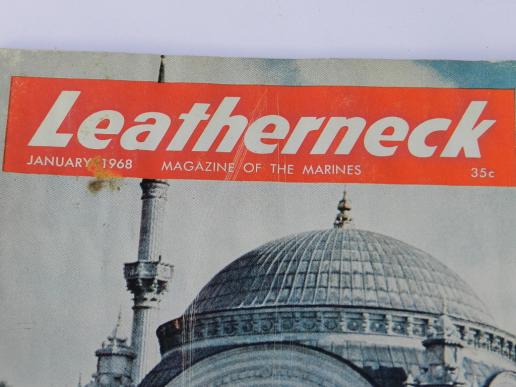 Leatherneck
JANUARY 1968 MAGAZINE OF THE MARINES 35c